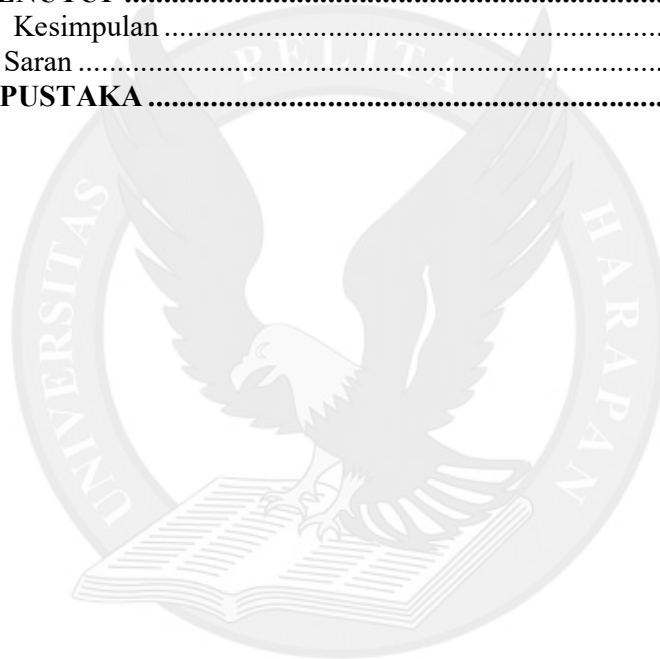 ENUTUP ........................................................................
Kesimpulan ................................................................
Saran ...........................................................................
PUSTAKA .................................................................
UNIVERSITAS PELITA HARAPAN